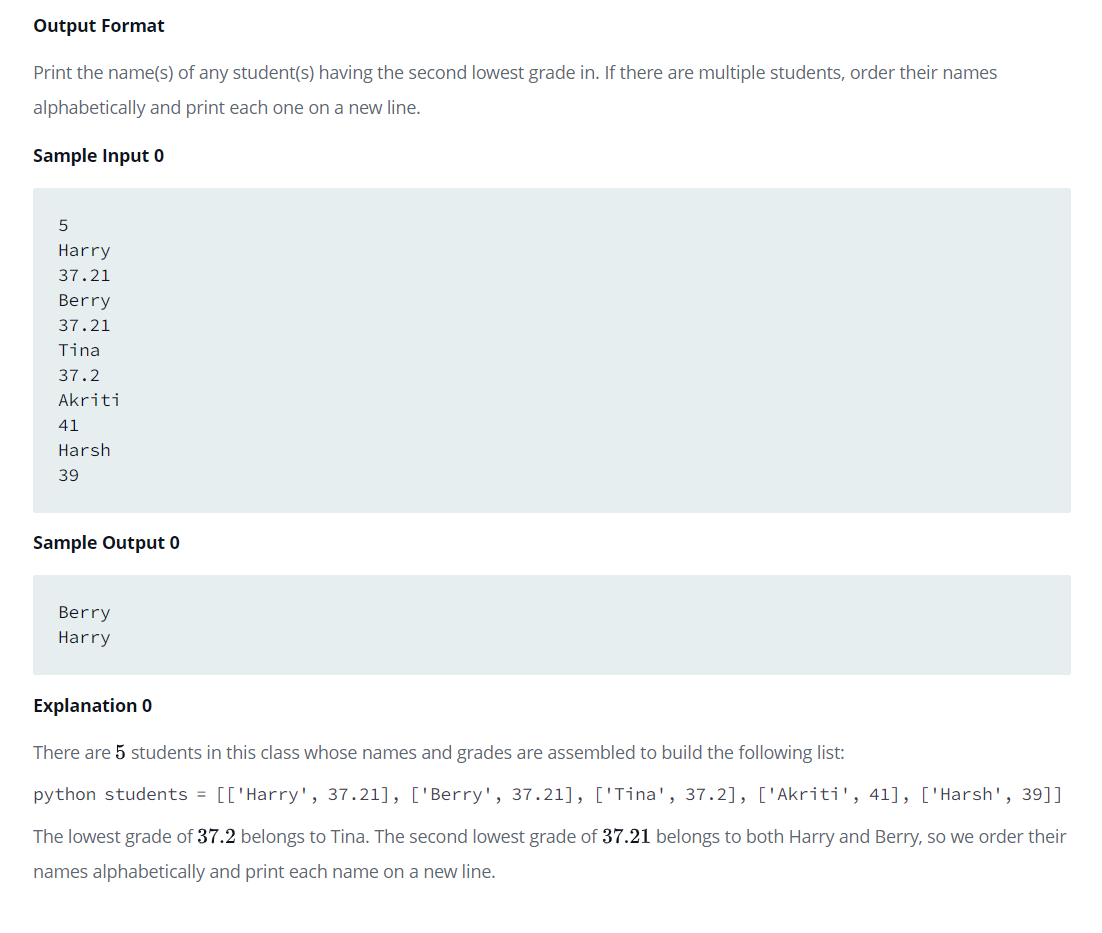 Output Format
Print the name(s) of any student(s) having the second lowest grade in. If there are multiple students, order their names
alphabetically and print each one on a new line.
Sample Input 0
5
Harry
37.21
Berry
37.21
Tina
37.2
Akriti
41
Harsh
39
Sample Output 0
Berry
Harry
Explanation 0
There are 5 students in this class whose names and grades are assembled to build the following list:
python students = [['Harry', 37.21], ['Berry', 37.21], ['Tina', 37.2], ['Akriti', 41], ['Harsh', 39]]
The lowest grade of 37.2 belongs to Tina. The second lowest grade of 37.21 belongs to both Harry and Berry, so we order their
names alphabetically and print each name on a new line.